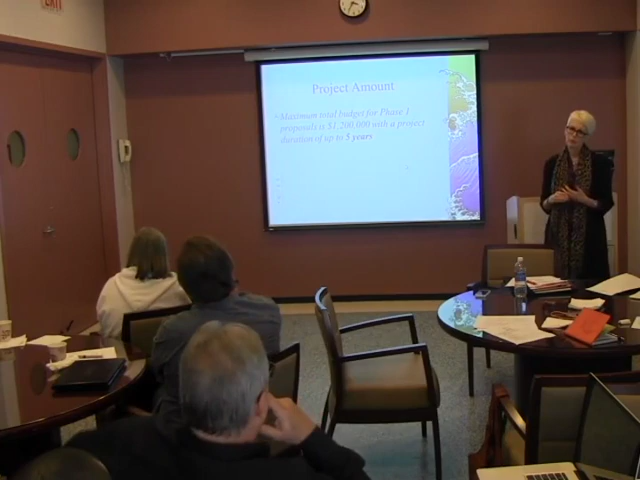 EXIT
Project Amount
Maximum total budget for Phase 1
proposals is $1,200,000 with a project
duration of up to 5 years